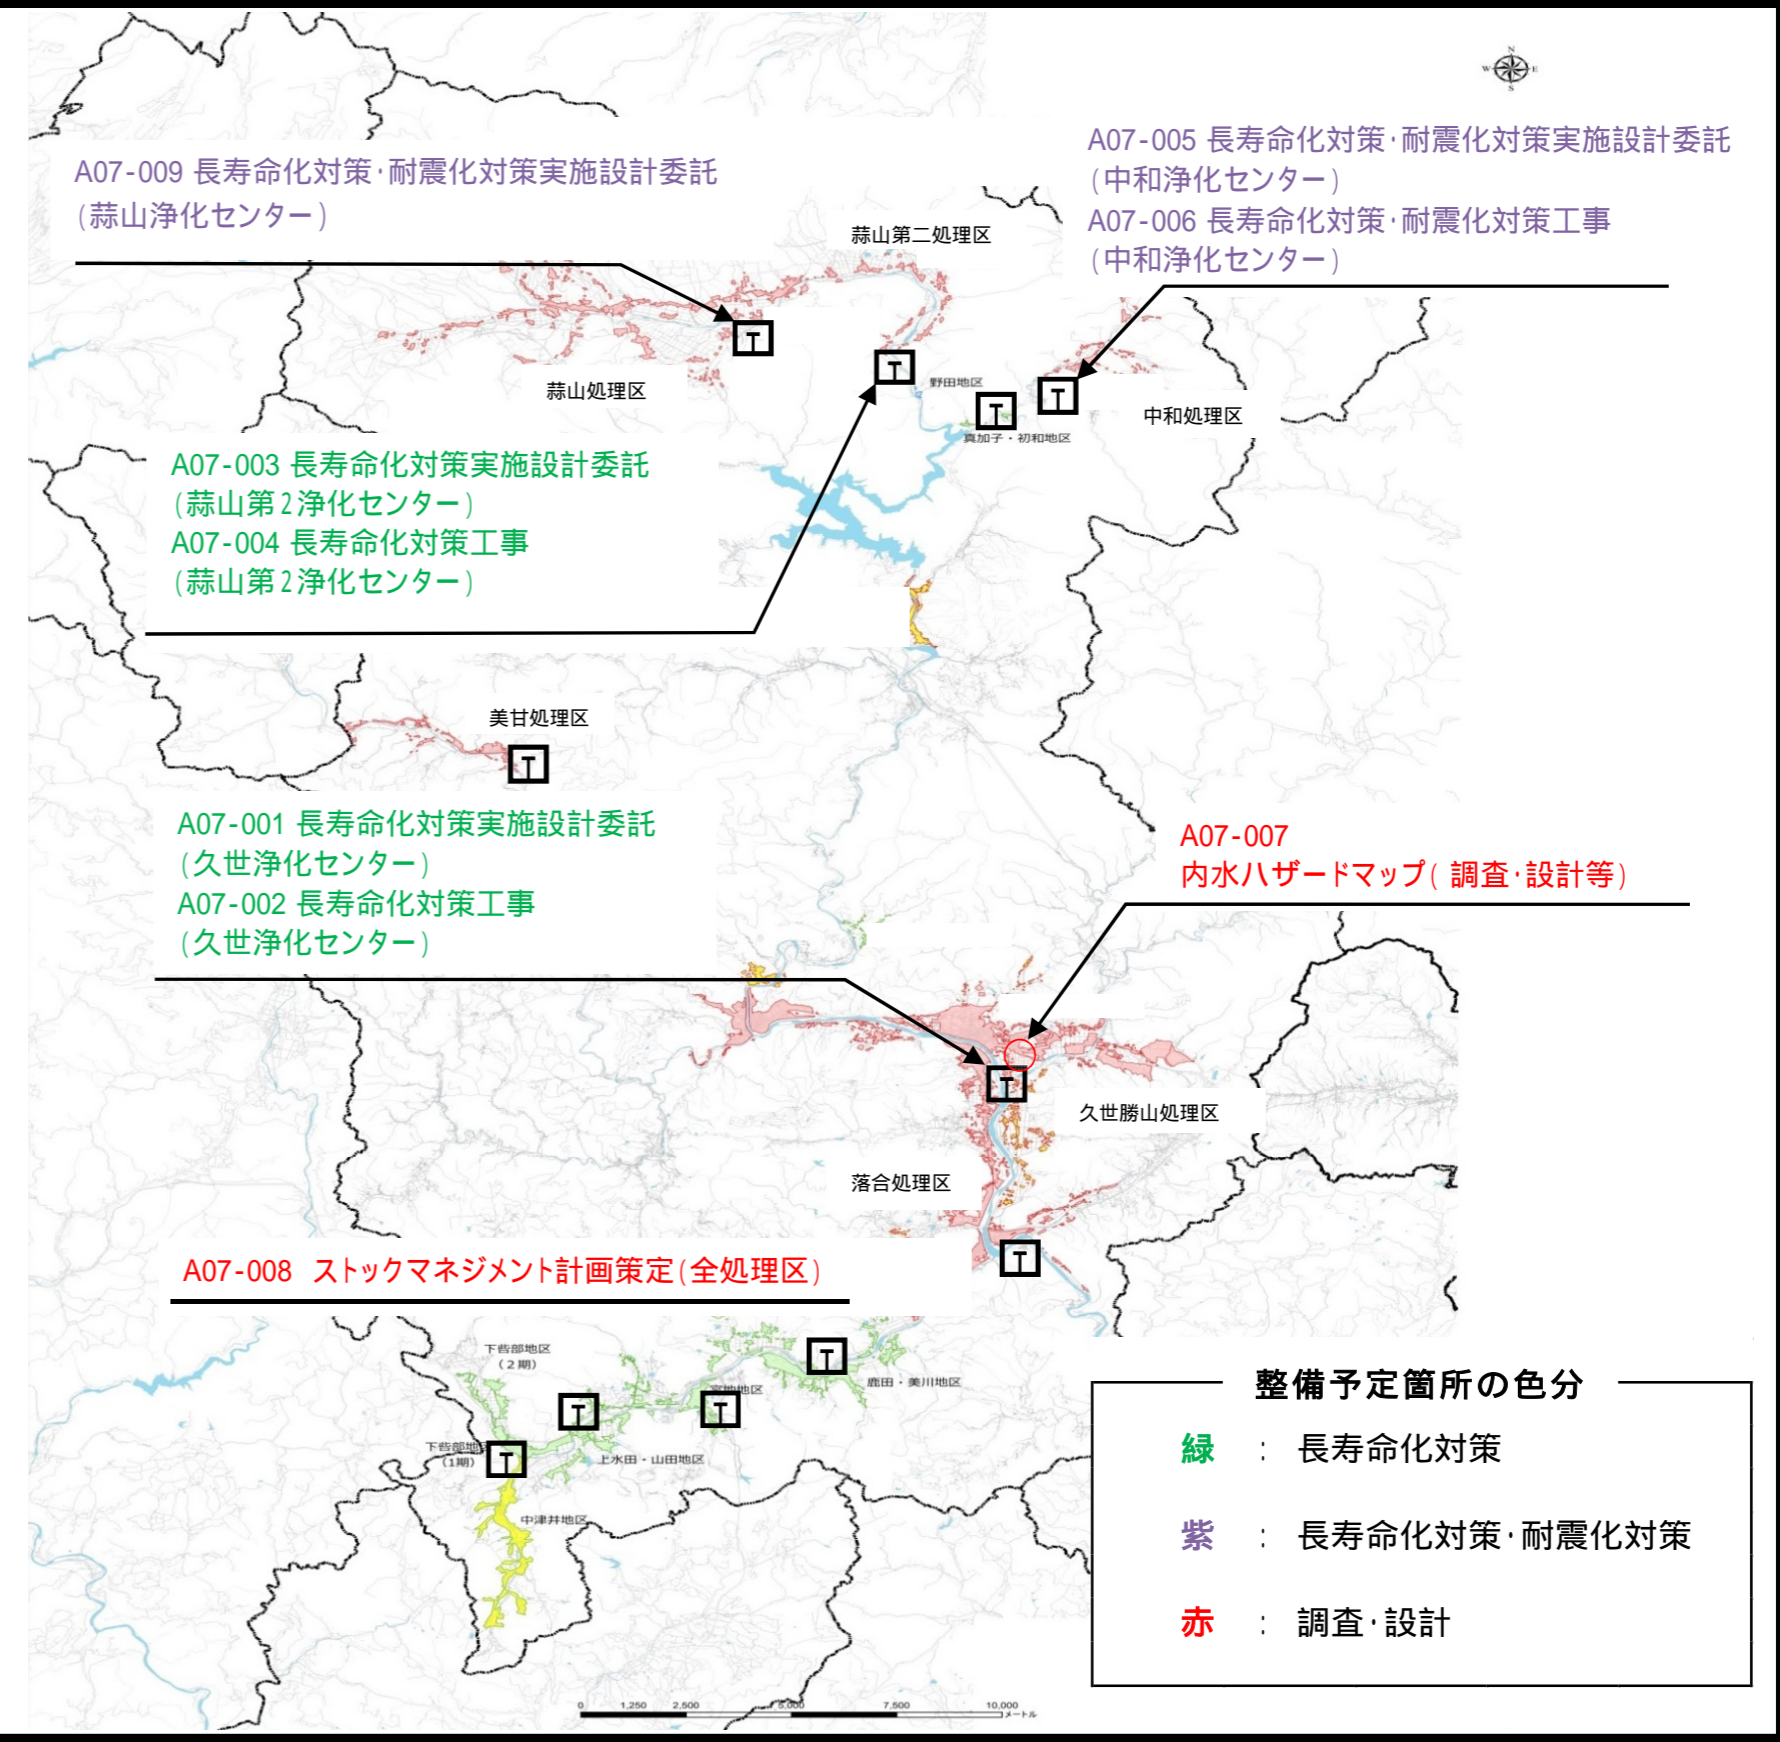 N
W E
S
A07-009 長寿命化対策・耐震化対策実施設計委託
(蒜山浄化センター)
A07-005 長寿命化対策・耐震化対策実施設計委託
(中和浄化センター)
A07-006 長寿命化対策・耐震化対策工事
(中和浄化センター)
蒜山第二処理区
T
T
T
T
蒜山処理区
野田地区
真加子・初和地区
中和処理区
A07-003 長寿命化対策実施設計委託
(蒜山第2浄化センター)
A07-004 長寿命化対策工事
(蒜山第2浄化センター)
美甘処理区
T
A07-001 長寿命化対策実施設計委託
(久世浄化センター)
A07-002 長寿命化対策工事
(久世浄化センター)
A07-007
内水ハザードマップ(調査・設計等)
T
久世勝山処理区
落合処理区
T
A07-008 ストックマネジメント計画策定(全処理区)
下呰部地区
(2期)
T
鹿田・美川地区
T
T
地区
下呰部地
(1期)
T
上水田・山田地区
中津井地区
整備予定箇所の色分
緑 : 長寿命化対策
紫 : 長寿命化対策・耐震化対策
赤 : 調査・設計
0 1,250 2,500 5,000 7,500 10,000
メートル